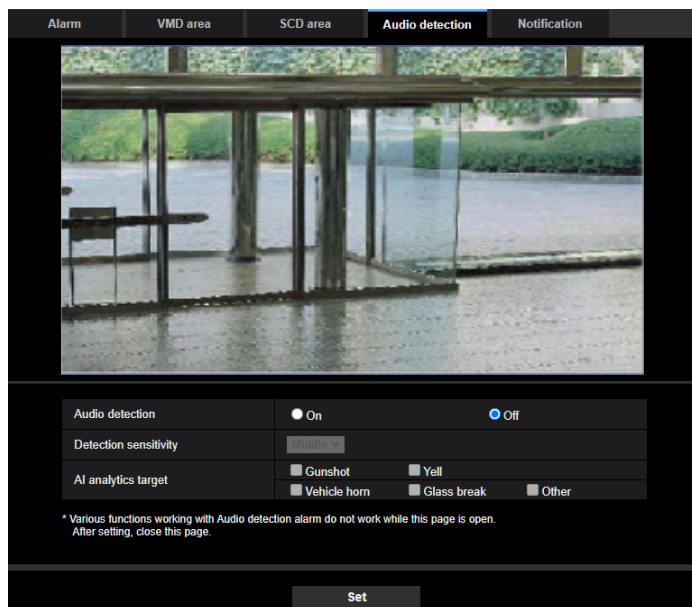 Alarm VMD area SCD area Audio detection Notification
Audio detection On Off
Detection sensitivity Middle
AI analytics target
Gunshot Yell
Vehicle horn Glass break Other
* Various functions working with Audio detection alarm do not work while this page is open.
After setting, close this page.
Set